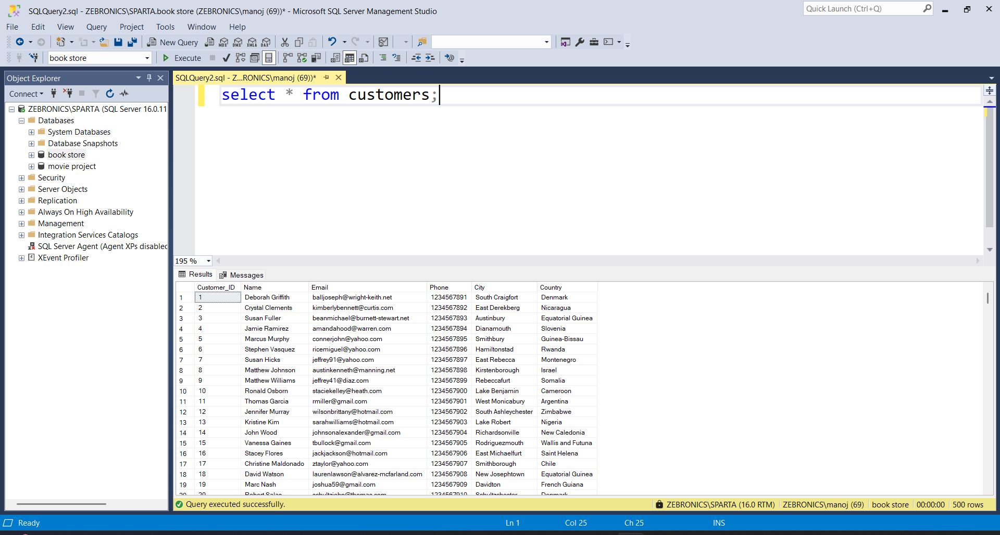 SQLQuery2.sql - ZEBRONICS\SPARTA.book store (ZEBRONICS\manoj (69))* - Microsoft SQL Server Management Studio
Quick Launch (Ctrl+Q)
File Edit View Query Project Tools Window Help
New Query MDX DMX XMLA DAX
book store Execute
Object Explorer
SQLQuery2.sql - Z...RONICS\manoj (69))*
Connect
select * from customers;
ZEBRONICS\SPARTA (SQL Server 16.0.11
Databases
System Databases
Database Snapshots
book store
movie project
Security
Server Objects
Replication
Always On High Availability
Management
Integration Services Catalogs
SQL Server Agent (Agent XPs disabled
XEvent Profiler
195 %
Results Messages
Customer_ID Name Email Phone City Country
1 1 Deborah Griffith balljoseph@wright-keith.net 1234567891 South Craigfort Denmark
2 2 Crystal Clements kimberlybennett@curtis.com 1234567892 East Derekberg Nicaragua
3 3 Susan Fuller beanmichael@burnett-stewart.net 1234567893 Austinbury Equatorial Guinea
4 4 Jamie Ramirez amandahood@warren.com 1234567894 Dianamouth Slovenia
5 5 Marcus Murphy connerjohn@yahoo.com 1234567895 Smithbury Guinea-Bissau
6 6 Stephen Vasquez ricemiguel@yahoo.com 1234567896 Hamiltonstad Rwanda
7 7 Susan Hicks jeffrey91@yahoo.com 1234567897 East Rebecca Montenegro
8 8 Matthew Johnson austinkenneth@manning.net 1234567898 Kirstenborough Israel
9 9 Matthew Williams jeffrey41@diaz.com 1234567899 Rebeccafurt Somalia
10 10 Ronald Osborn staciekelley@heath.com 1234567900 Lake Benjamin Cameroon
11 11 Thomas Garcia rmiller@gmail.com 1234567901 West Monicabury Argentina
12 12 Jennifer Murray wilsonbrittany@hotmail.com 1234567902 South Ashleychester Zimbabwe
13 13 Kristine Kim sarahwilliams@hotmail.com 1234567903 Lake Robert Nigeria
14 14 John Wood johnsonalexander@gmail.com 1234567904 Richardsonville New Caledonia
15 15 Vanessa Gaines tbullock@gmail.com 1234567905 Rodriguezmouth Wallis and Futuna
16 16 Stacey Flores jackjackson@hotmail.com 1234567906 East Michaelfurt Saint Helena
17 17 Christine Maldonado ztaylor@yahoo.com 1234567907 Smithborough Chile
18 18 David Watson laurenlawson@alvarez-mcfarland.com 1234567908 New Josephtown Equatorial Guinea
19 19 Marc Nash joshua59@gmail.com 1234567909 Davidton French Guiana
20 20 Robert Salas schultzjohn@thomas.com 1234567910 Schultzchester Denmark
Query executed successfully. ZEBRONICS\SPARTA (16.0 RTM) ZEBRONICS\manoj (69) book store 00:00:00 500 rows
Ready Ln 1 Col 25 Ch 25 INS